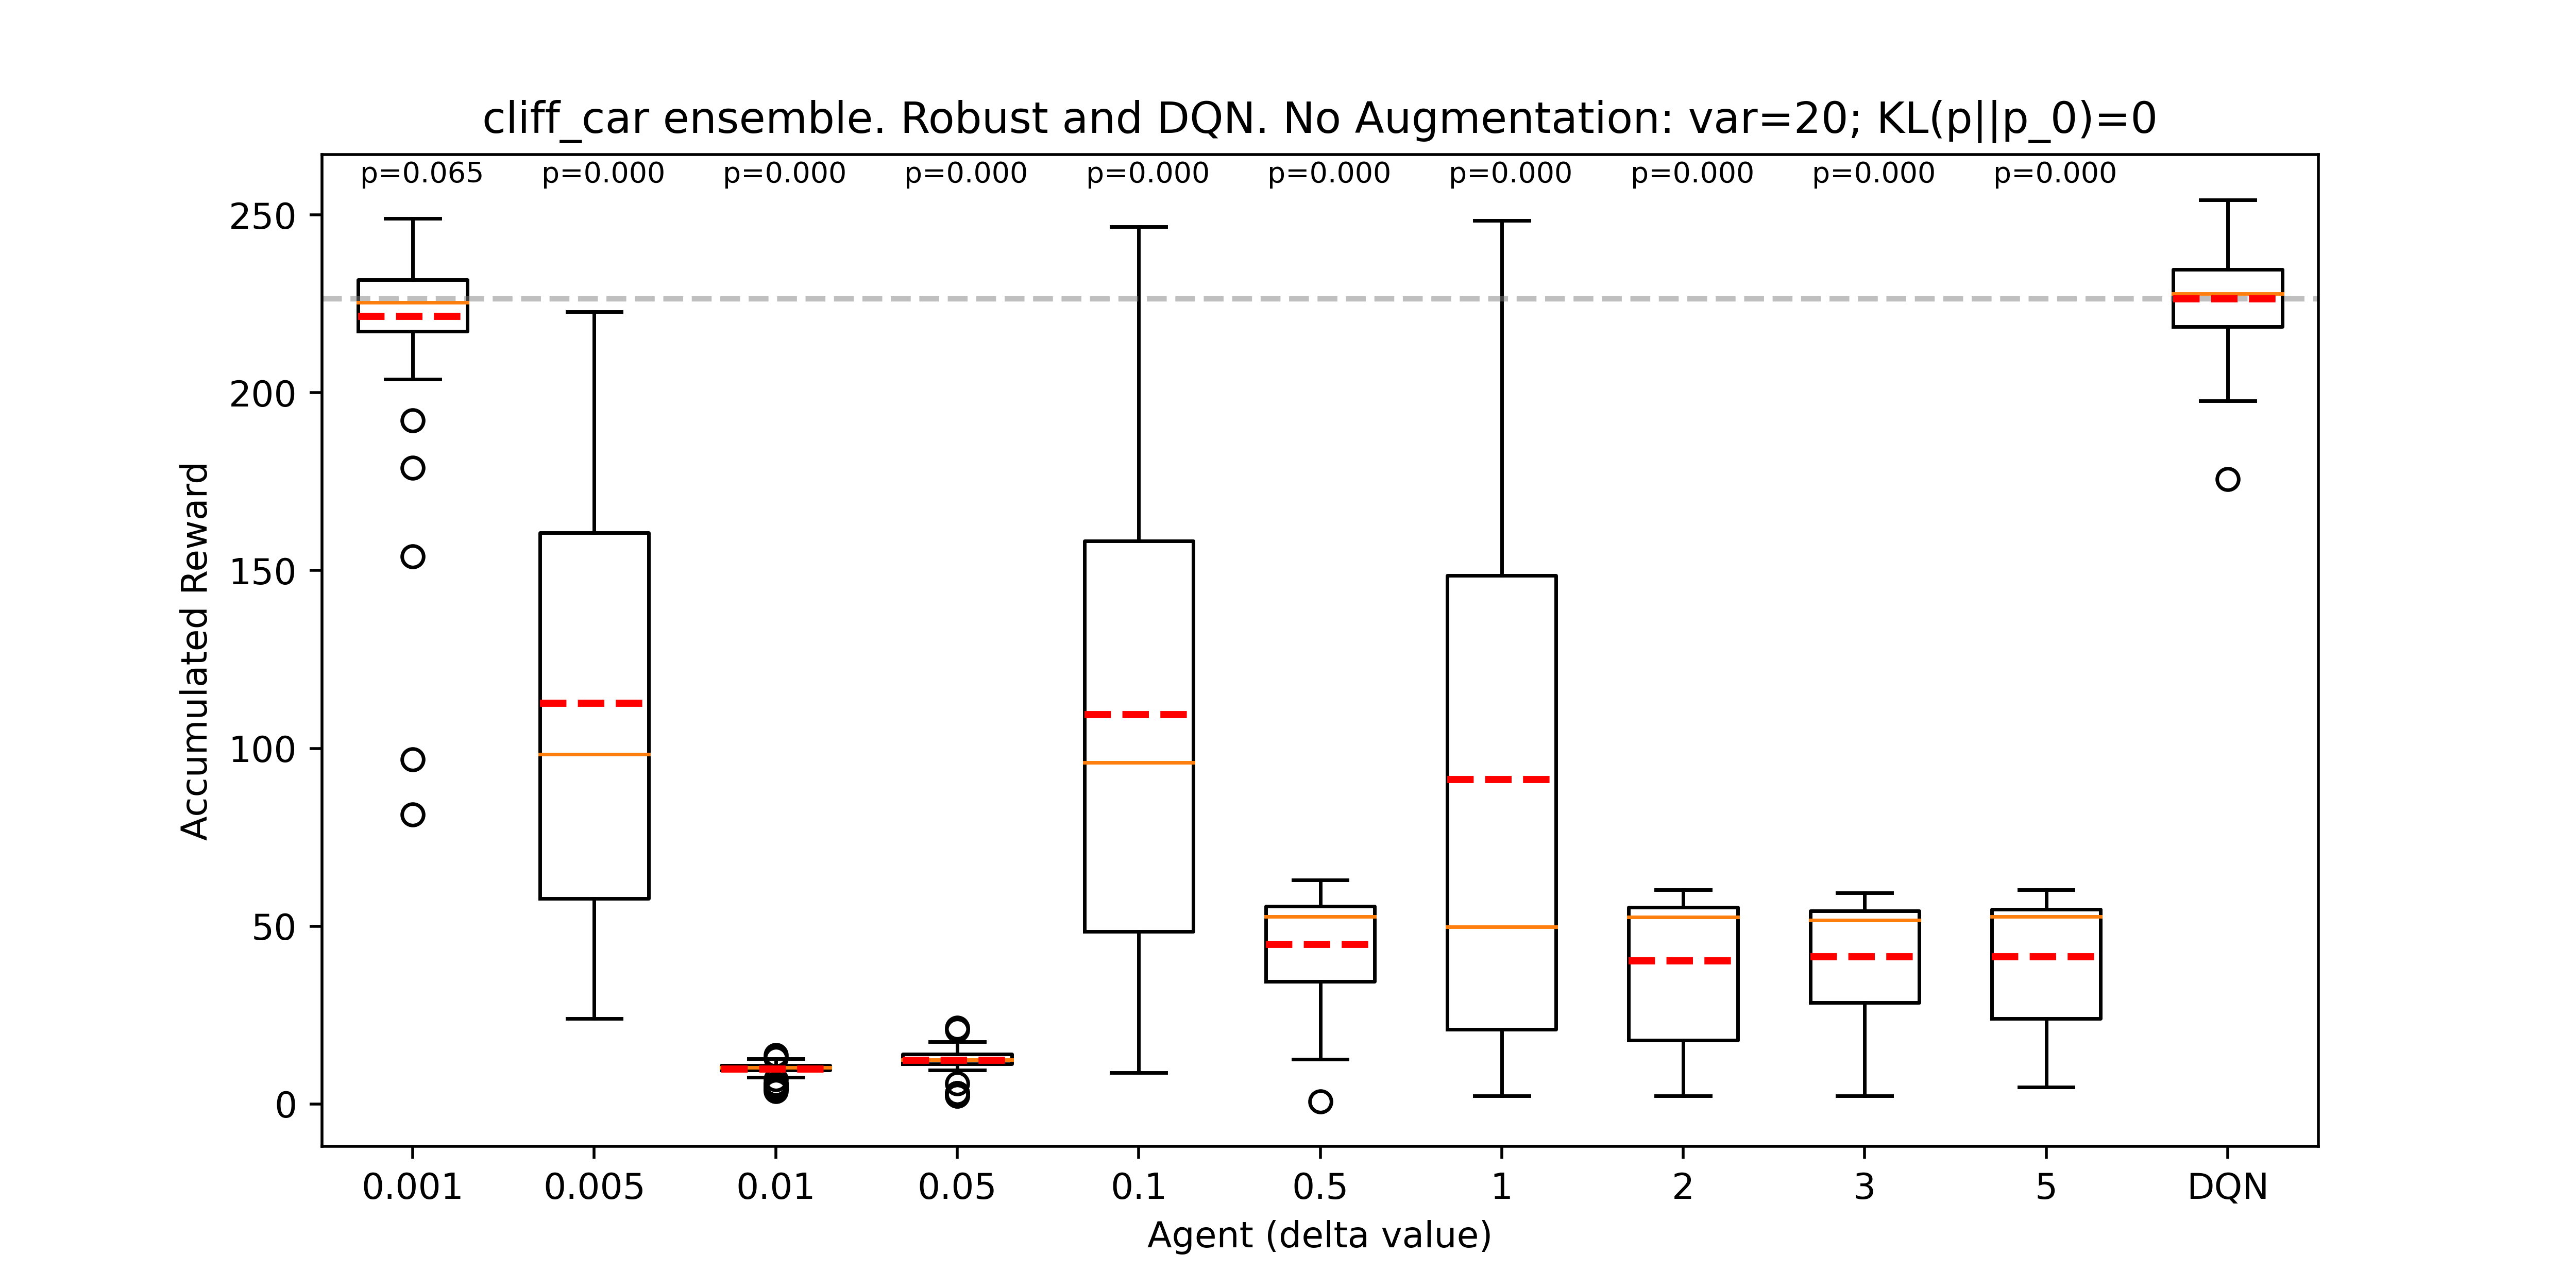 cliff_car ensemble. Robust and DQN. No Augmentation: var=20; KL(p||p_0)=0
p=0.065 p=0.000 p=0.000 p=0.000 p=0.000 p=0.000 p=0.000 p=0.000 p=0.000 p=0.000
250
200
150
100
50
0
Accumulated Reward
0.001 0.005 0.01 0.05 0.1 0.5 1 2 3 5 DQN
Agent (delta value)